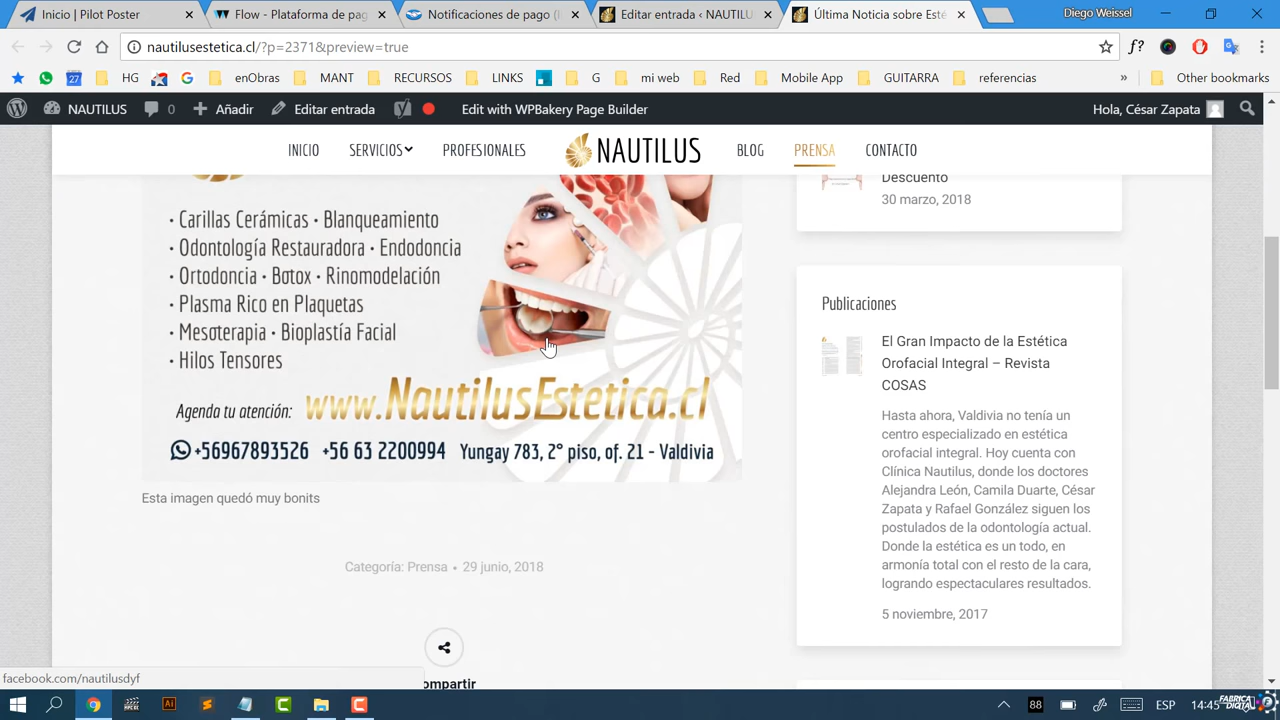 Inicio | Pilot Poster
Flow - Plataforma de pag
Notificaciones de pago (I
Editar entrada ‹ NAUTILU
Última Noticia sobre Esté
Diego Weissel
nautilusestetica.cl/?p=2371&preview=true
HG
enObras
MANT
RECURSOS
LINKS
G
mi web
Red
Mobile App
GUITARRA
referencias
»
Other bookmarks
NAUTILUS
0
Añadir
Editar entrada
Edit with WPBakery Page Builder
Hola, César Zapata
INICIO
SERVICIOS
PROFESIONALES
NAUTILUS
BLOG
PRENSA
CONTACTO
· Carillas Cerámicas · Blanqueamiento
· Odontología Restauradora · Endodoncia
· Ortodoncia · Botox · Rinomodelación
· Plasma Rico en Plaquetas
· Mesoterapia · Bioplastía Facial
· Hilos Tensores
Agenda tu atención: www.NautilusEstetica.cl
+56967893526 +56 63 2200994 Yungay 783, 2° piso, of. 21 - Valdivia
Esta imagen quedó muy bonits
Categoría: Prensa • 29 junio, 2018
ompartir
Descuento
30 marzo, 2018
Publicaciones
El Gran Impacto de la Estética
Orofacial Integral – Revista
COSAS
Hasta ahora, Valdivia no tenía un
centro especializado en estética
orofacial integral. Hoy cuenta con
Clínica Nautilus, donde los doctores
Alejandra León, Camila Duarte, César
Zapata y Rafael González siguen los
postulados de la odontología actual.
Donde la estética es un todo, en
armonía total con el resto de la cara,
logrando espectaculares resultados.
5 noviembre, 2017
facebook.com/nautilusdyf
88
ESP
14:45
FABRICA
DIGITAL